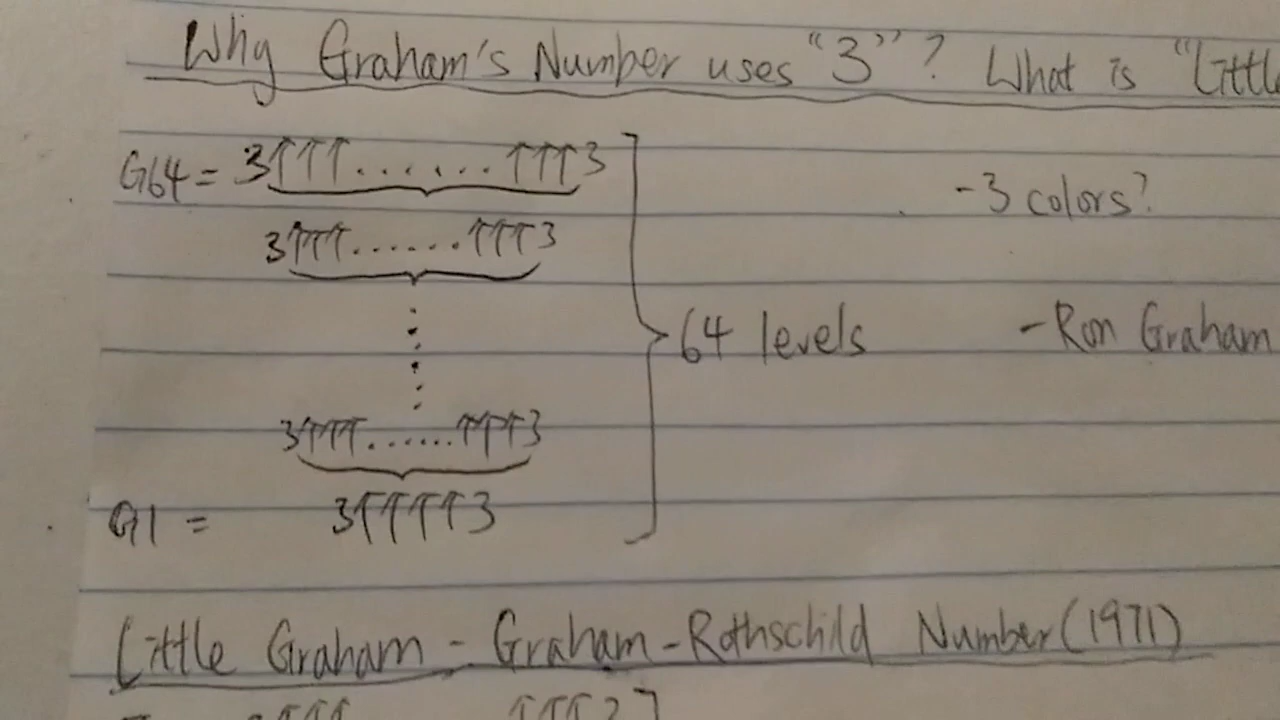 Why Graham's Number uses "3"? What is "Little
G64 = 3↑↑↑.......↑↑↑3
- 3 colors?
3↑↑↑......↑↑↑3
64 levels
- Ron Graham
3↑↑↑......↑↑↑3
G1 = 3↑↑↑↑3
Little Graham - Graham-Rothschild Number (1971)